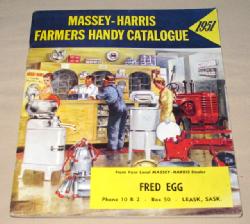 MASSEY-HARRIS
FARMERS HANDY CATALOGUE
1951
From Your Local MASSEY-HARRIS Dealer
FRED EGG
Phone 10 R 2 - Box 50 - LEASK, SASK.